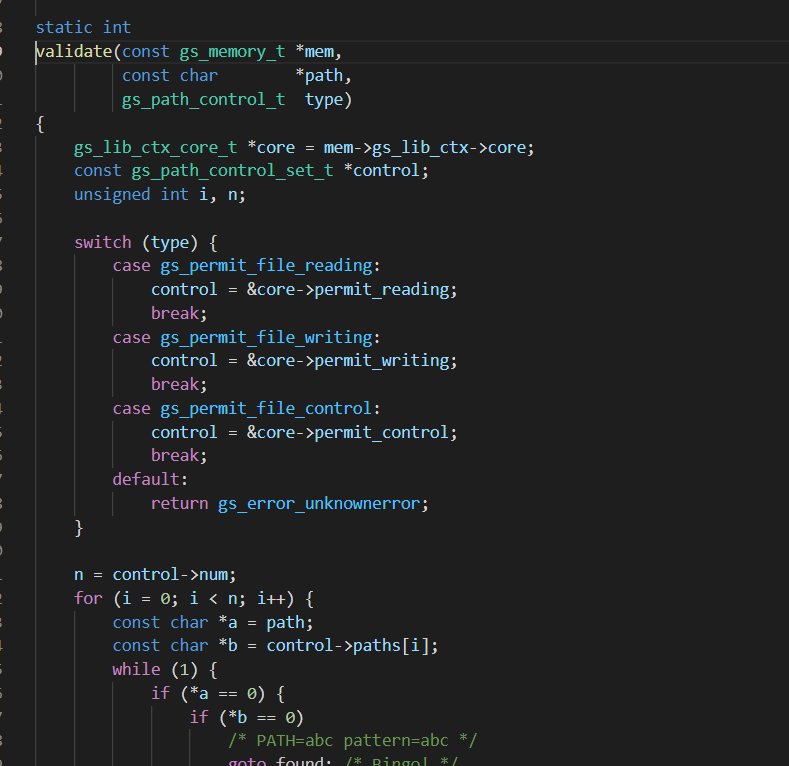 static int
validate(const gs_memory_t *mem,
         const char        *path,
         gs_path_control_t  type)
{
    gs_lib_ctx_core_t *core = mem->gs_lib_ctx->core;
    const gs_path_control_set_t *control;
    unsigned int i, n;

    switch (type) {
        case gs_permit_file_reading:
            control = &core->permit_reading;
            break;
        case gs_permit_file_writing:
            control = &core->permit_writing;
            break;
        case gs_permit_file_control:
            control = &core->permit_control;
            break;
        default:
            return gs_error_unknownerror;
    }

    n = control->num;
    for (i = 0; i < n; i++) {
        const char *a = path;
        const char *b = control->paths[i];
        while (1) {
            if (*a == 0) {
                if (*b == 0)
                    /* PATH=abc pattern=abc */
                    goto found; /* Bingo! */